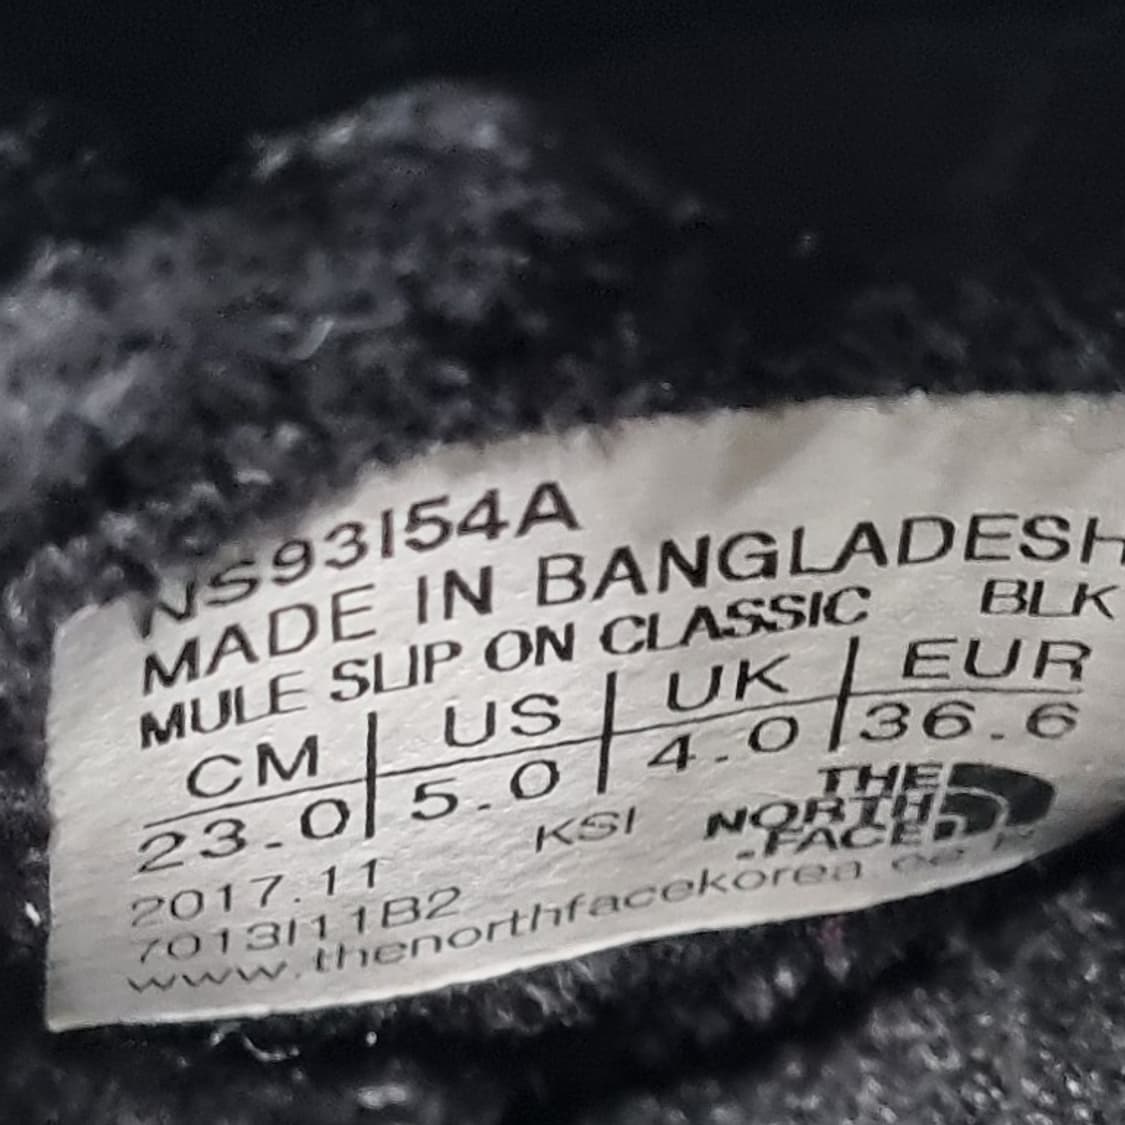 NS93154A
MADE IN BANGLADESH
MULE SLIP ON CLASSIC BLK
CM US UK EUR
23.0 5.0 4.0 36.6
2017.11 KSI
7013I11B2
THE
NORTH
FACE
www.thenorthfacekorea.co